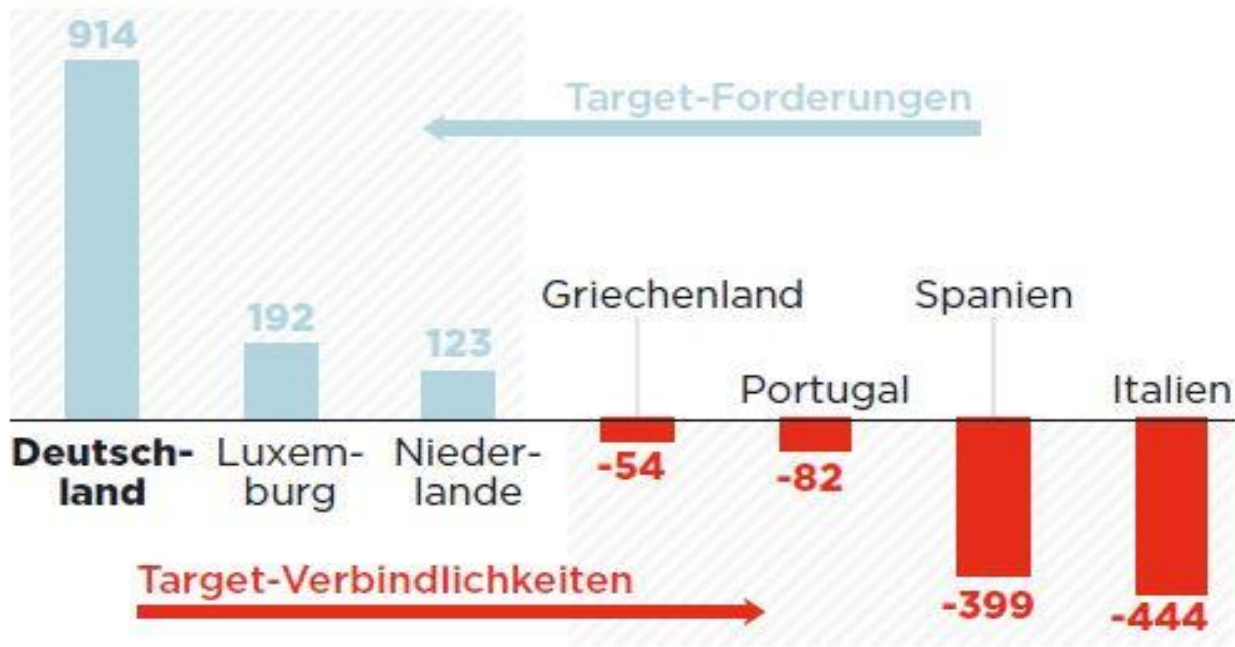 914
Target-Forderungen
192
123
Griechenland
Spanien
Portugal
Italien
Deutsch-
land
Luxem-
burg
Nieder-
lande
-54
-82
-399
-444
Target-Verbindlichkeiten